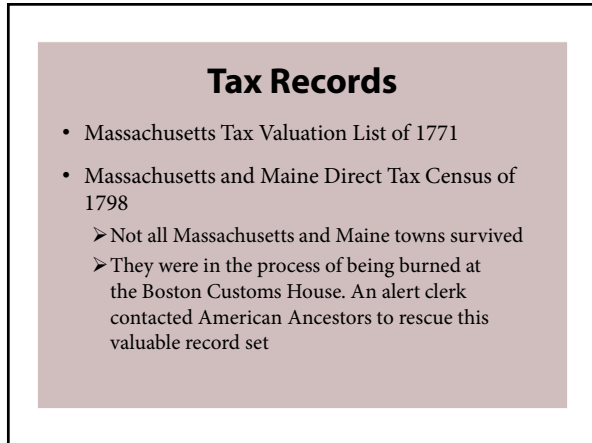 Tax Records
• Massachusetts Tax Valuation List of 1771
• Massachusetts and Maine Direct Tax Census of
1798
➢Not all Massachusetts and Maine towns survived
➢They were in the process of being burned at
the Boston Customs House. An alert clerk
contacted American Ancestors to rescue this
valuable record set